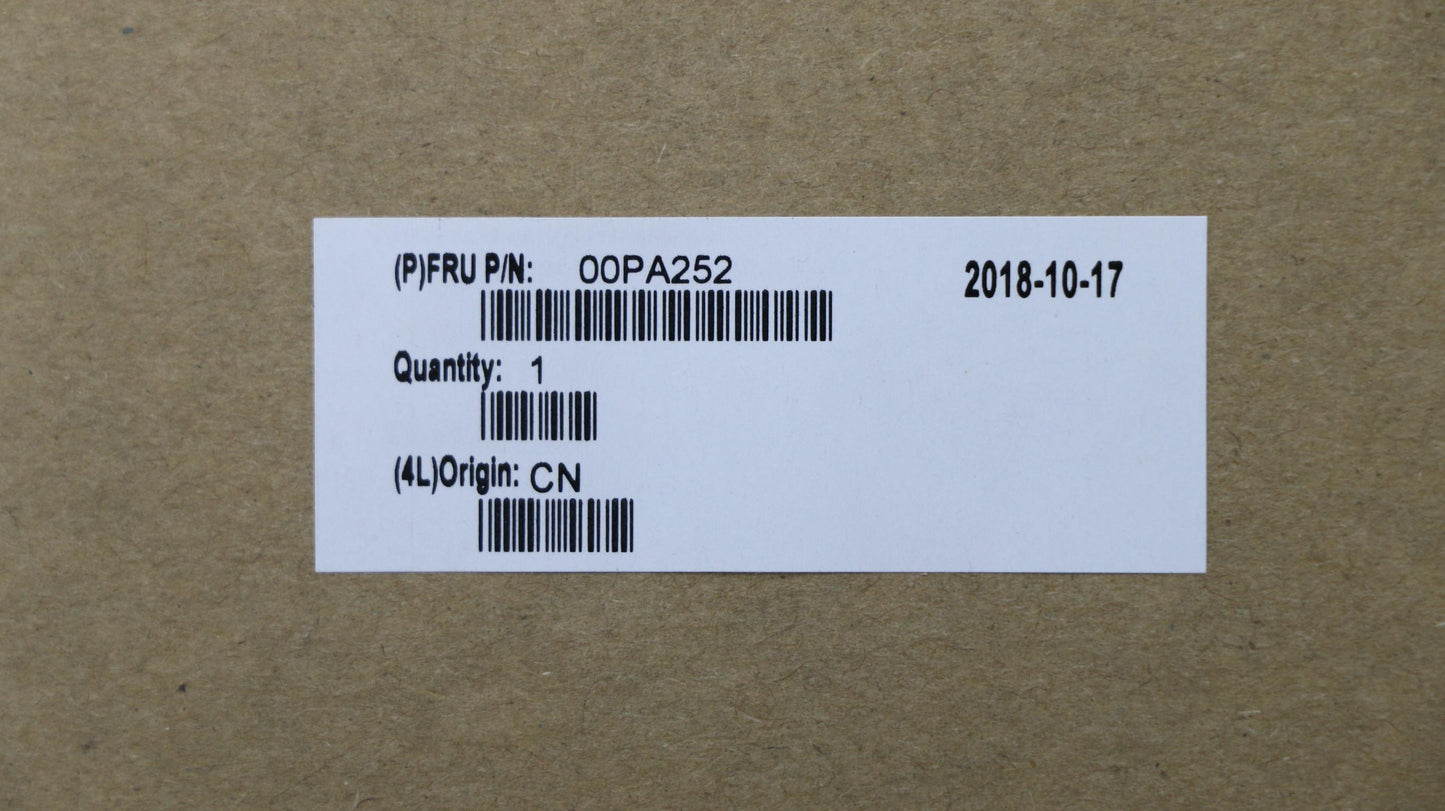 (P)FRU P/N: 00PA252 2018-10-17
Quantity: 1
(4L)Origin: CN